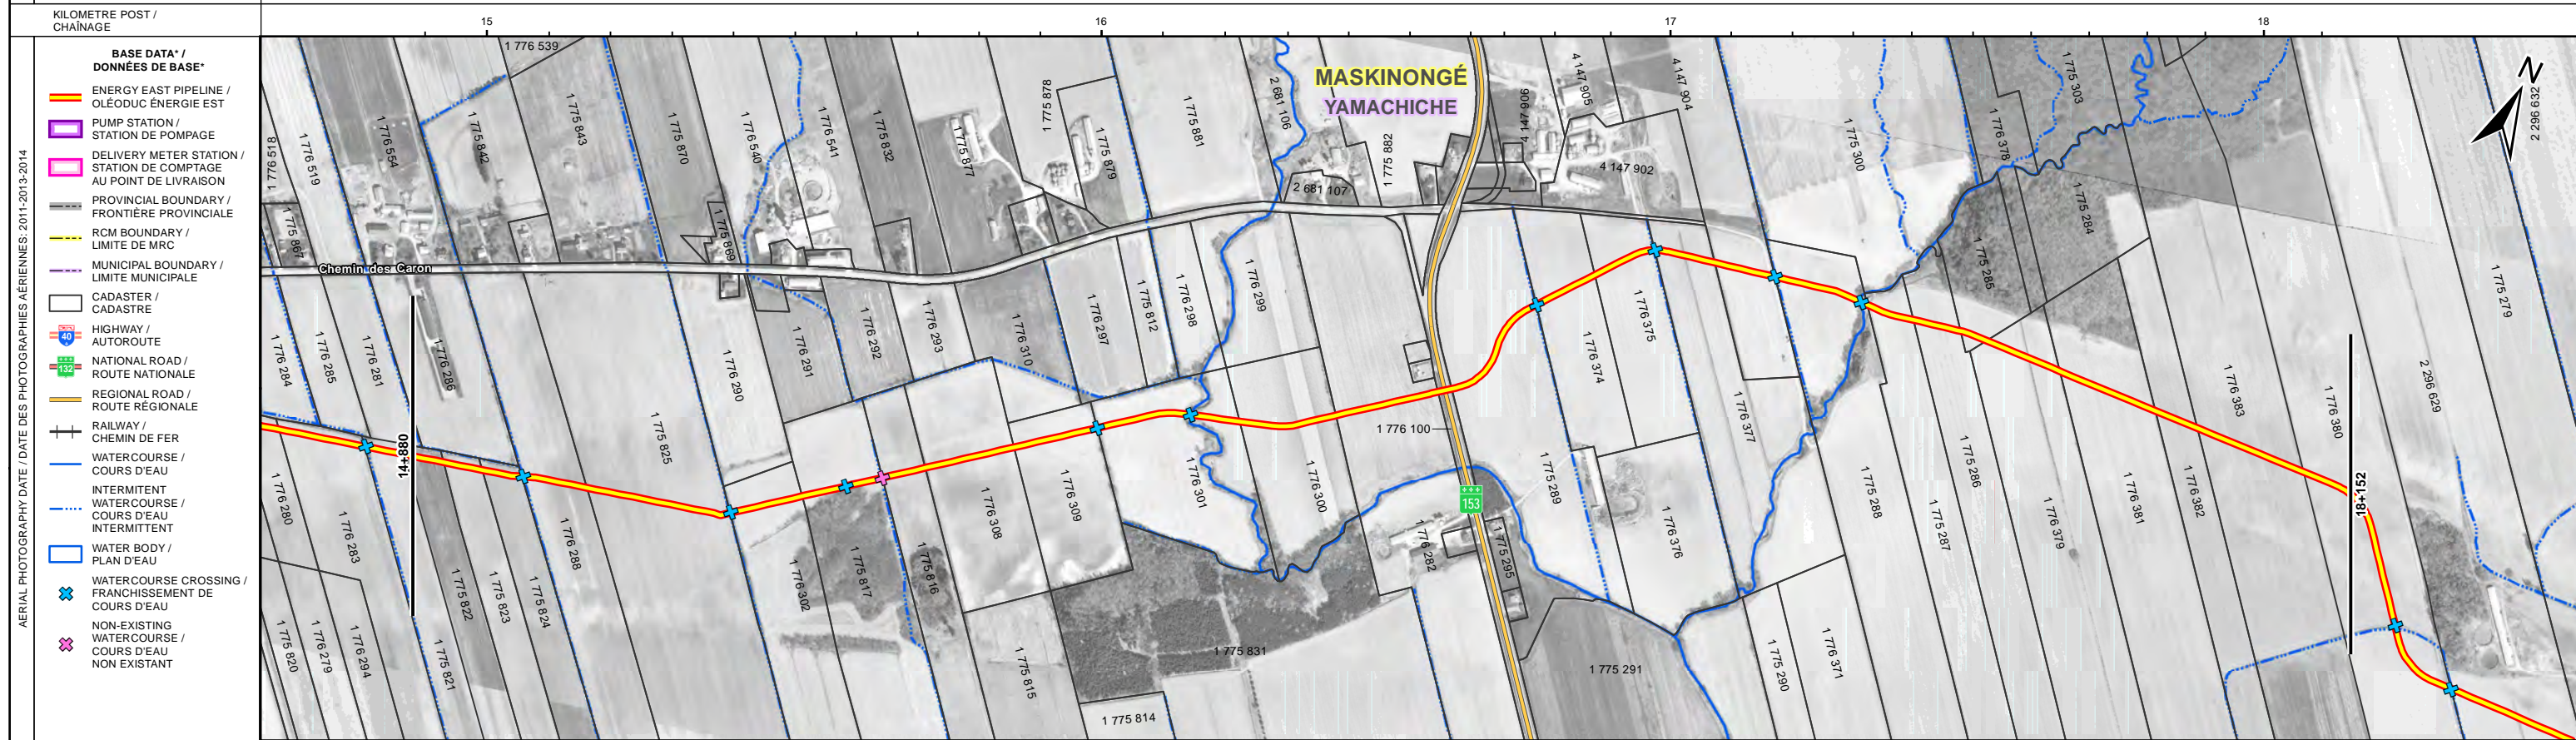 KILOMETRE POST /
CHAÎNAGE
15
16
17
18
AERIAL PHOTOGRAPHY DATE / DATE DES PHOTOGRAPHIES AÉRIENNES: 2011-2013-2014
BASE DATA* /
DONNÉES DE BASE*
ENERGY EAST PIPELINE /
OLÉODUC ÉNERGIE EST
PUMP STATION /
STATION DE POMPAGE
DELIVERY METER STATION /
STATION DE COMPTAGE
AU POINT DE LIVRAISON
PROVINCIAL BOUNDARY /
FRONTIÈRE PROVINCIALE
RCM BOUNDARY /
LIMITE DE MRC
MUNICIPAL BOUNDARY /
LIMITE MUNICIPALE
CADASTER /
CADASTRE
40
HIGHWAY /
AUTOROUTE
132
NATIONAL ROAD /
ROUTE NATIONALE
REGIONAL ROAD /
ROUTE RÉGIONALE
RAILWAY /
CHEMIN DE FER
WATERCOURSE /
COURS D'EAU
INTERMITENT
WATERCOURSE /
COURS D'EAU
INTERMITTENT
WATER BODY /
PLAN D'EAU
WATERCOURSE CROSSING /
FRANCHISSEMENT DE
COURS D'EAU
NON-EXISTING
WATERCOURSE /
COURS D'EAU
NON EXISTANT
MASKINONGÉ
YAMACHICHE
N
1 776 539
1 776 518
1 776 519
1 776 554
1 775 842
1 775 843
1 775 870
1 776 540
1 776 541
1 775 832
1 775 877
1 775 878
1 775 879
1 775 881
2 681 106
2 681 107
1 775 882
4 147 906
4 147 905
4 147 902
4 147 904
1 775 300
1 776 378
1 775 303
1 775 284
1 775 285
2 296 632
1 775 279
1 775 867
1 775 869
Chemin des Caron
1 776 284
1 776 285
1 776 281
1 776 286
1 775 825
1 776 290
1 776 291
1 776 292
1 776 293
1 776 310
1 776 297
1 775 812
1 776 298
1 776 299
1 776 374
1 776 375
1 776 377
1 776 383
1 776 380
2 296 629
14+880
18+152
1 776 100
153
1 776 280
1 776 283
1 775 822
1 775 823
1 775 824
1 776 288
1 776 302
1 775 817
1 775 816
1 776 308
1 776 309
1 776 301
1 776 300
1 776 282
1 775 295
1 775 289
1 776 376
1 775 288
1 775 287
1 775 286
1 776 379
1 776 381
1 776 382
1 775 820
1 776 279
1 776 294
1 775 821
1 775 815
1 775 831
1 775 814
1 775 291
1 775 290
1 776 371